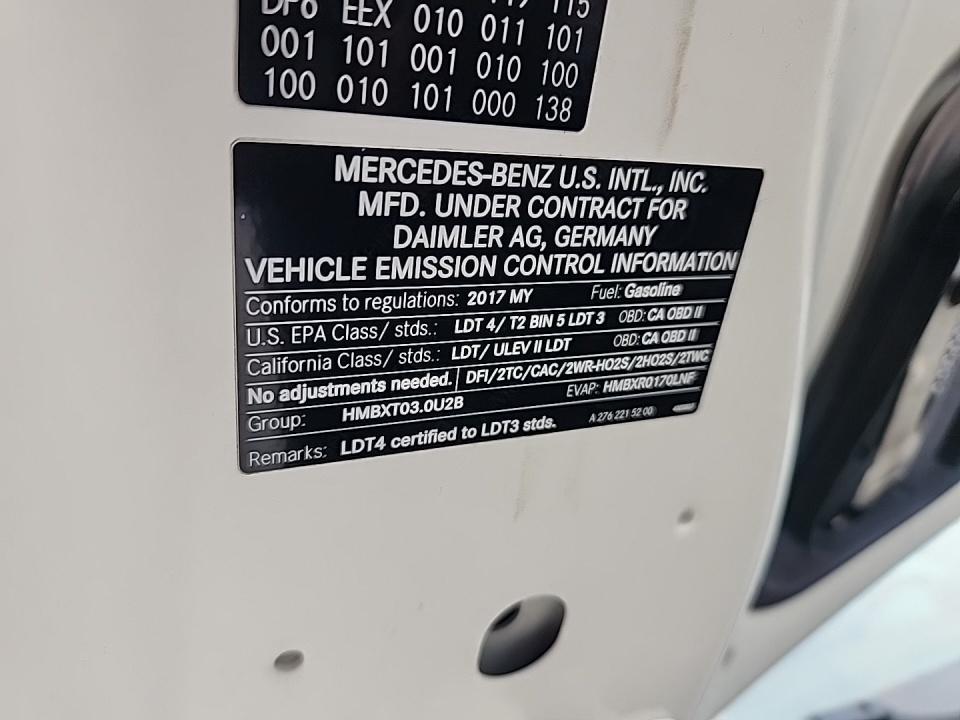 EEX 010 011 101
001 101 001 010 100
100 010 101 000 138
MERCEDES-BENZ U.S. INTL., INC.
MFD. UNDER CONTRACT FOR
DAIMLER AG, GERMANY
VEHICLE EMISSION CONTROL INFORMATION
Conforms to regulations: 2017 MY Fuel: Gasoline
U.S. EPA Class/ stds.: LDT 4/ T2 BIN 5 LDT 3 OBD: CA OBD II
California Class/ stds.: LDT/ ULEV II LDT OBD: CA OBD II
No adjustments needed. DFI/2TC/CAC/2WR-HO2S/2HO2S/2TWC
Group: HMBXT03.0U2B EVAP: HMBXR0170LNF
Remarks: LDT4 certified to LDT3 stds. A 276 221 52 00